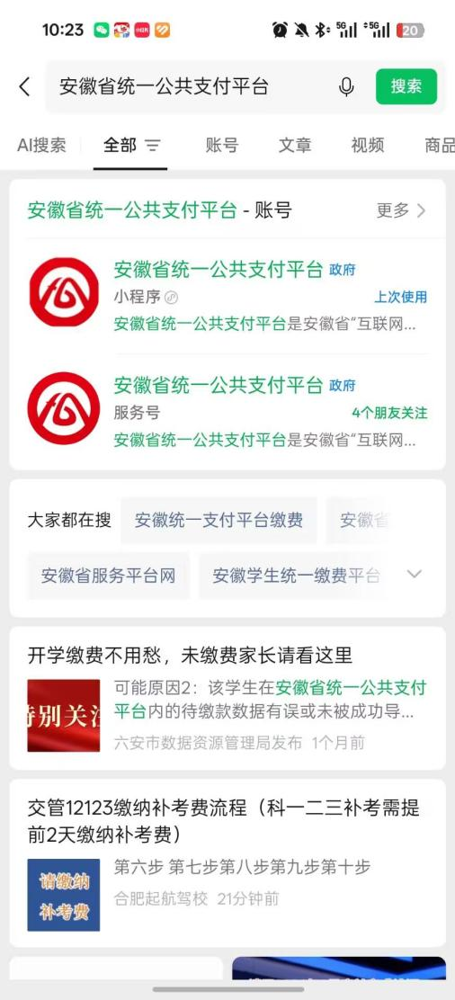 10:23
20
安徽省统一公共支付平台
搜索
AI搜索 全部 账号 文章 视频 商品
安徽省统一公共支付平台 - 账号 更多
安徽省统一公共支付平台 政府
小程序 上次使用
安徽省统一公共支付平台是安徽省“互联网...
安徽省统一公共支付平台 政府
服务号 4个朋友关注
安徽省统一公共支付平台是安徽省“互联网...
大家都在搜 安徽统一支付平台缴费 安徽省
安徽省服务平台网 安徽学生统一缴费平台
开学缴费不用愁，未缴费家长请看这里
可能原因2：该学生在安徽省统一公共支付
平台内的待缴款数据有误或未被成功导...
特别关注
六安市数据资源管理局发布 1个月前
交管12123缴纳补考费流程（科一二三补考需提
前2天缴纳补考费）
第六步 第七步第八步第九步第十步
请缴纳
补考费
合肥起航驾校 21分钟前